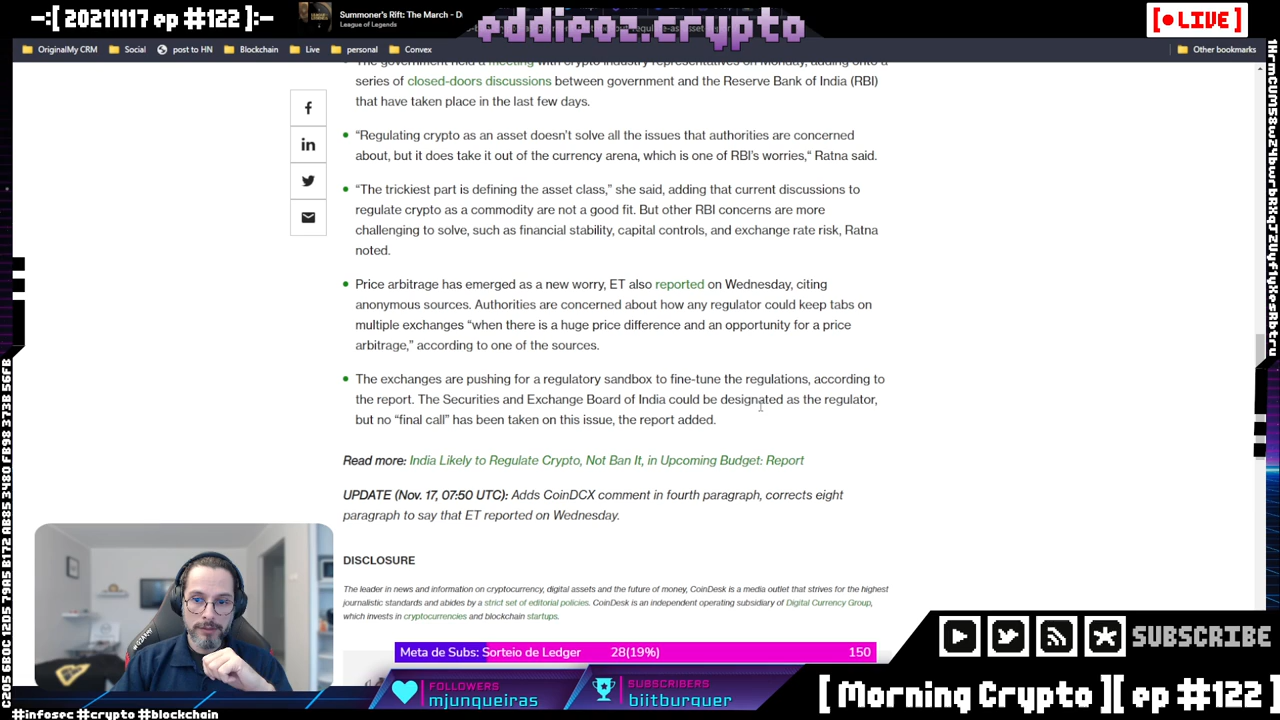 -:[ 20211117 ep #122 ]:-
Summoner's Rift: The March - D
League of Legends
eddieoz.crypto
[● LIVE]
OriginalMy CRM
Social
post to HN
Blockchain
Live
personal
Convex
Other bookmarks
The government held a meeting with crypto industry representatives on Monday, adding onto a
series of closed-doors discussions between government and the Reserve Bank of India (RBI)
that have taken place in the last few days.
“Regulating crypto as an asset doesn’t solve all the issues that authorities are concerned
about, but it does take it out of the currency arena, which is one of RBI’s worries,“ Ratna said.
“The trickiest part is defining the asset class,” she said, adding that current discussions to
regulate crypto as a commodity are not a good fit. But other RBI concerns are more
challenging to solve, such as financial stability, capital controls, and exchange rate risk, Ratna
noted.
Price arbitrage has emerged as a new worry, ET also reported on Wednesday, citing
anonymous sources. Authorities are concerned about how any regulator could keep tabs on
multiple exchanges “when there is a huge price difference and an opportunity for a price
arbitrage,” according to one of the sources.
The exchanges are pushing for a regulatory sandbox to fine-tune the regulations, according to
the report. The Securities and Exchange Board of India could be designated as the regulator,
but no “final call” has been taken on this issue, the report added.
Read more: India Likely to Regulate Crypto, Not Ban It, in Upcoming Budget: Report
UPDATE (Nov. 17, 07:50 UTC): Adds CoinDCX comment in fourth paragraph, corrects eight
paragraph to say that ET reported on Wednesday.
DISCLOSURE
The leader in news and information on cryptocurrency, digital assets and the future of money, CoinDesk is a media outlet that strives for the highest
journalistic standards and abides by a strict set of editorial policies. CoinDesk is an independent operating subsidiary of Digital Currency Group,
which invests in cryptocurrencies and blockchain startups.
Meta de Subs: Sorteio de Ledger 28(19%) 150
FOLLOWERS
mjunqueiras
SUBSCRIBERS
biitburguer
SUBSCRIBE
[ Morning Crypto ][ ep #122 ]
#infosec #crypto #blockchain